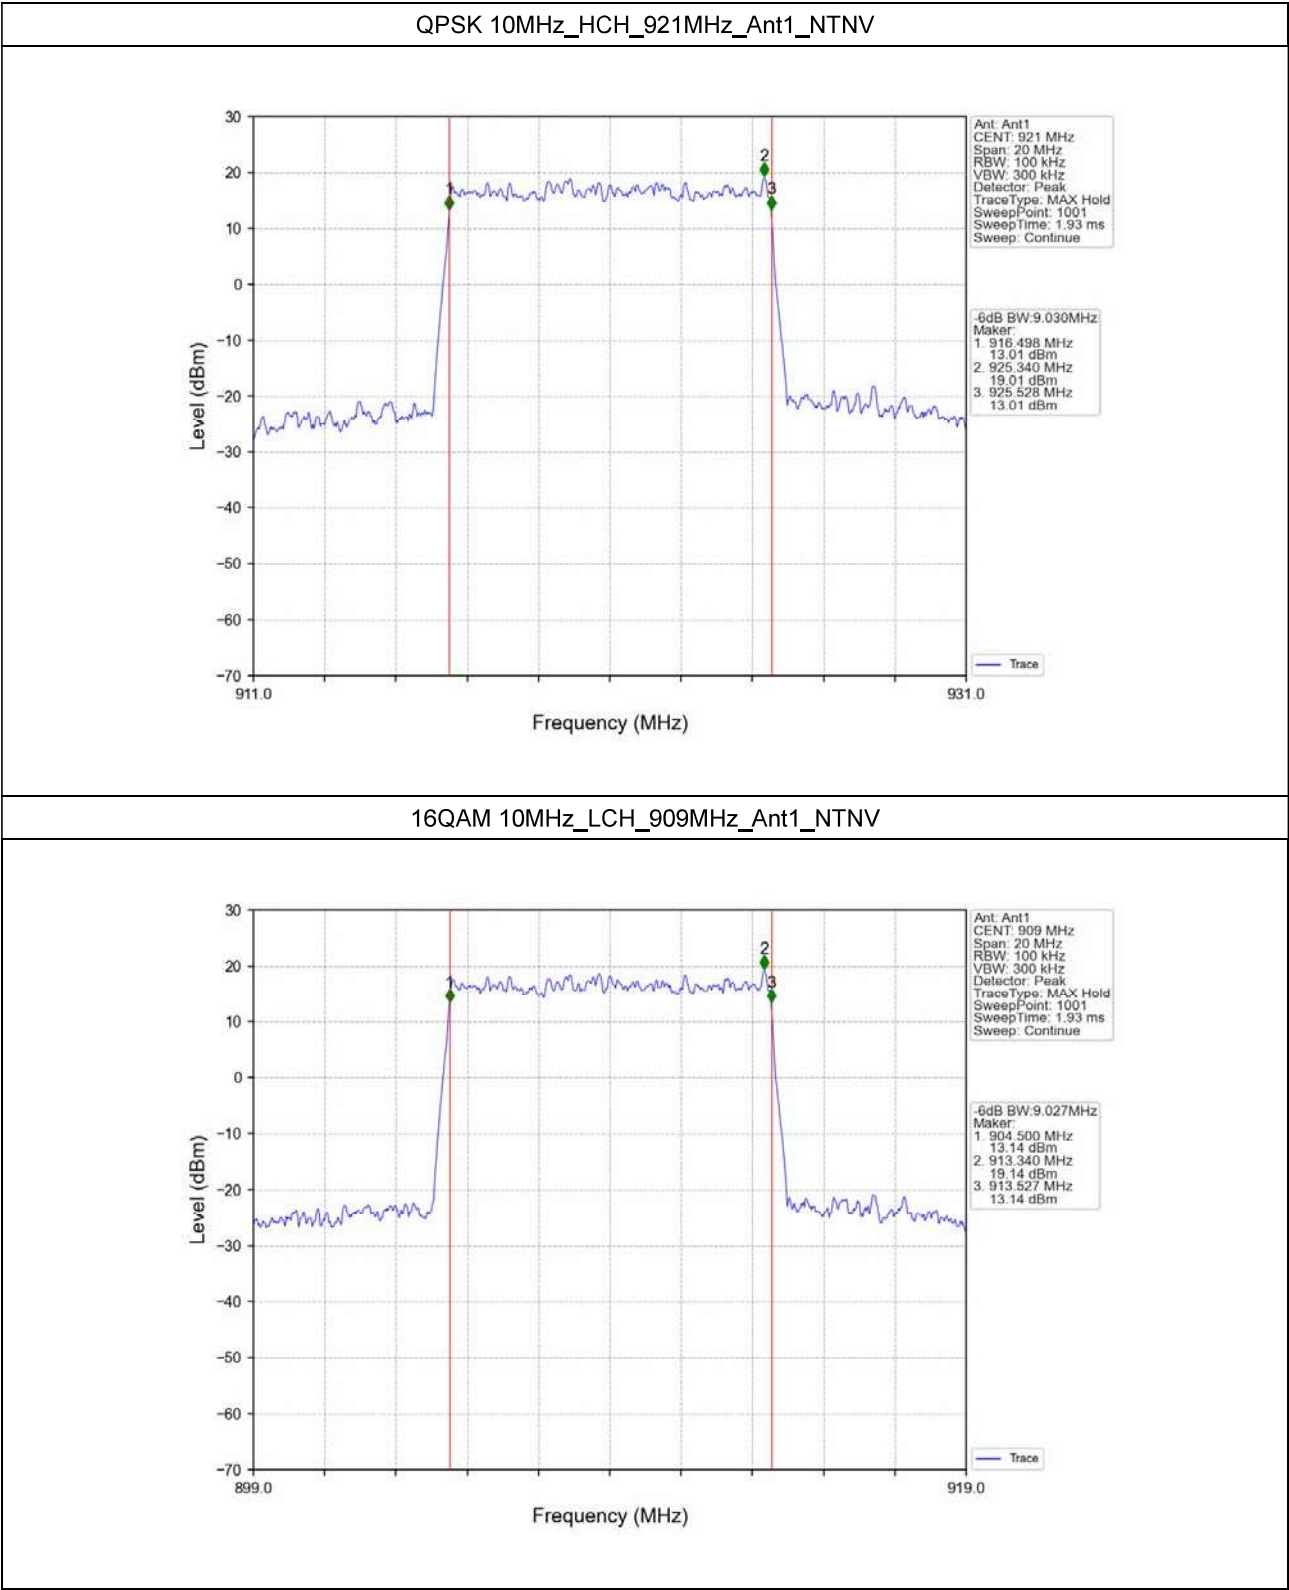 QPSK 10MHz_HCH_921MHz_Ant1_NTNV
30
20
10
0
−10
−20
−30
−40
−50
−60
−70
Level (dBm)
1
2
3
911.0
931.0
Frequency (MHz)
Ant: Ant1
CENT: 921 MHz
Span: 20 MHz
RBW: 100 kHz
VBW: 300 kHz
Detector: Peak
TraceType: MAX Hold
SweepPoint: 1001
SweepTime: 1.93 ms
Sweep: Continue
-6dB BW:9.030MHz
Maker:
1. 916.498 MHz
13.01 dBm
2. 925.340 MHz
19.01 dBm
3. 925.528 MHz
13.01 dBm
Trace
16QAM 10MHz_LCH_909MHz_Ant1_NTNV
30
20
10
0
−10
−20
−30
−40
−50
−60
−70
Level (dBm)
1
2
3
899.0
919.0
Frequency (MHz)
Ant: Ant1
CENT: 909 MHz
Span: 20 MHz
RBW: 100 kHz
VBW: 300 kHz
Detector: Peak
TraceType: MAX Hold
SweepPoint: 1001
SweepTime: 1.93 ms
Sweep: Continue
-6dB BW:9.027MHz
Maker:
1. 904.500 MHz
13.14 dBm
2. 913.340 MHz
19.14 dBm
3. 913.527 MHz
13.14 dBm
Trace